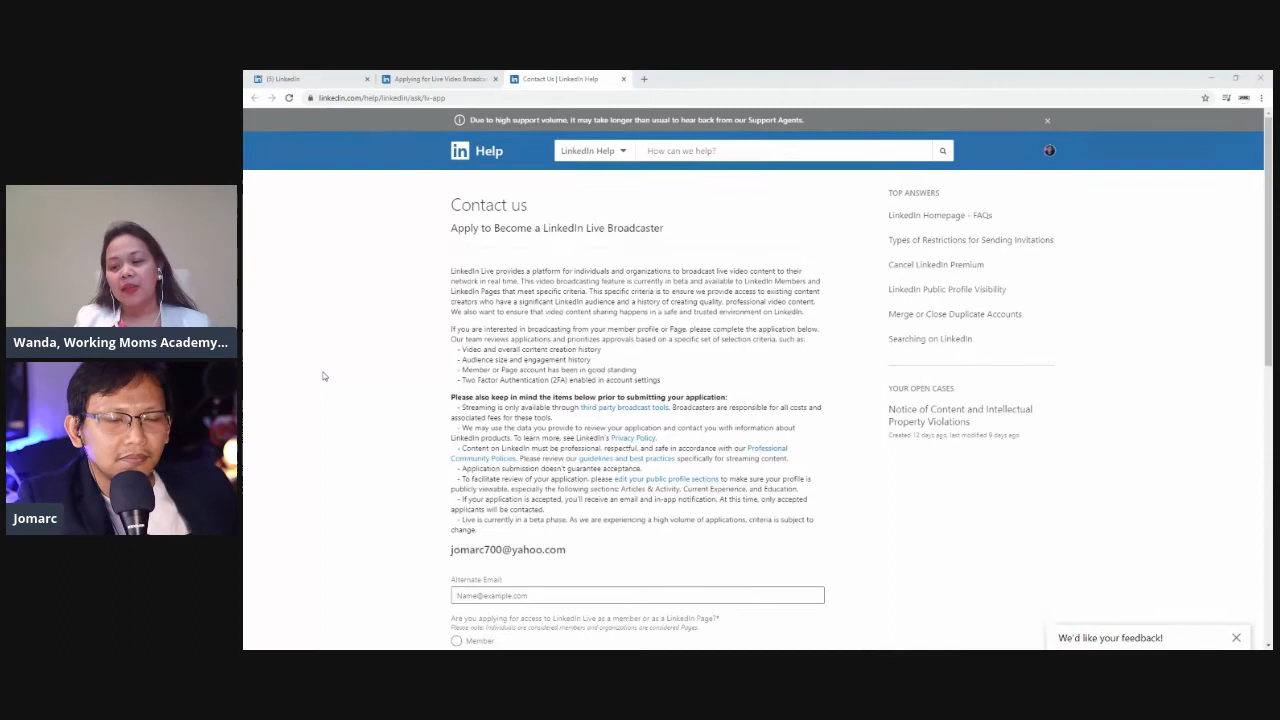 (5) LinkedIn
Applying for Live Video Broadcas
Contact Us | LinkedIn Help
linkedin.com/help/linkedin/ask/lv-app
Due to high support volume, it may take longer than usual to hear back from our Support Agents.
in Help
LinkedIn Help
How can we help?
Contact us
Apply to Become a LinkedIn Live Broadcaster
LinkedIn Live provides a platform for individuals and organizations to broadcast live video content to their
network in real time. This video broadcasting feature is currently in beta and available to LinkedIn Members and
LinkedIn Pages that meet specific criteria. This specific criteria is to ensure we provide access to existing content
creators who have a significant LinkedIn audience and a history of creating quality, professional video content.
We also want to ensure that video content sharing happens in a safe and trusted environment on LinkedIn.
If you are interested in broadcasting from your member profile or Page, please complete the application below.
Our team reviews applications and prioritizes approvals based on a specific set of selection criteria, such as:
- Video and overall content creation history
- Audience size and engagement history
- Member or Page account has been in good standing
- Two Factor Authentication (2FA) enabled in account settings
Please also keep in mind the items below prior to submitting your application:
- Streaming is only available through third party broadcast tools. Broadcasters are responsible for all costs and
associated fees for these tools.
- We may use the data you provide to review your application and contact you with information about
LinkedIn products. To learn more, see LinkedIn's Privacy Policy.
- Content on LinkedIn must be professional, respectful, and safe in accordance with our Professional
Community Policies. Please review our guidelines and best practices specifically for streaming content.
- Application submission doesn't guarantee acceptance.
- To facilitate review of your application, please edit your public profile sections to make sure your profile is
publicly viewable, especially the following sections: Articles & Activity, Current Experience, and Education.
- If your application is accepted, you'll receive an email and in-app notification. At this time, only accepted
applicants will be contacted.
- Live is currently in a beta phase. As we are experiencing a high volume of applications, criteria is subject to
change.
jomarc700@yahoo.com
Alternate Email:
Name@example.com
Are you applying for access to LinkedIn Live as a member or as a LinkedIn Page?*
Please note: Individuals are considered members and organizations are considered Pages.
Member
TOP ANSWERS
LinkedIn Homepage - FAQs
Types of Restrictions for Sending Invitations
Cancel LinkedIn Premium
LinkedIn Public Profile Visibility
Merge or Close Duplicate Accounts
Searching on LinkedIn
YOUR OPEN CASES
Notice of Content and Intellectual
Property Violations
Created 12 days ago, last modified 9 days ago
We'd like your feedback!
Wanda, Working Moms Academy...
Jomarc